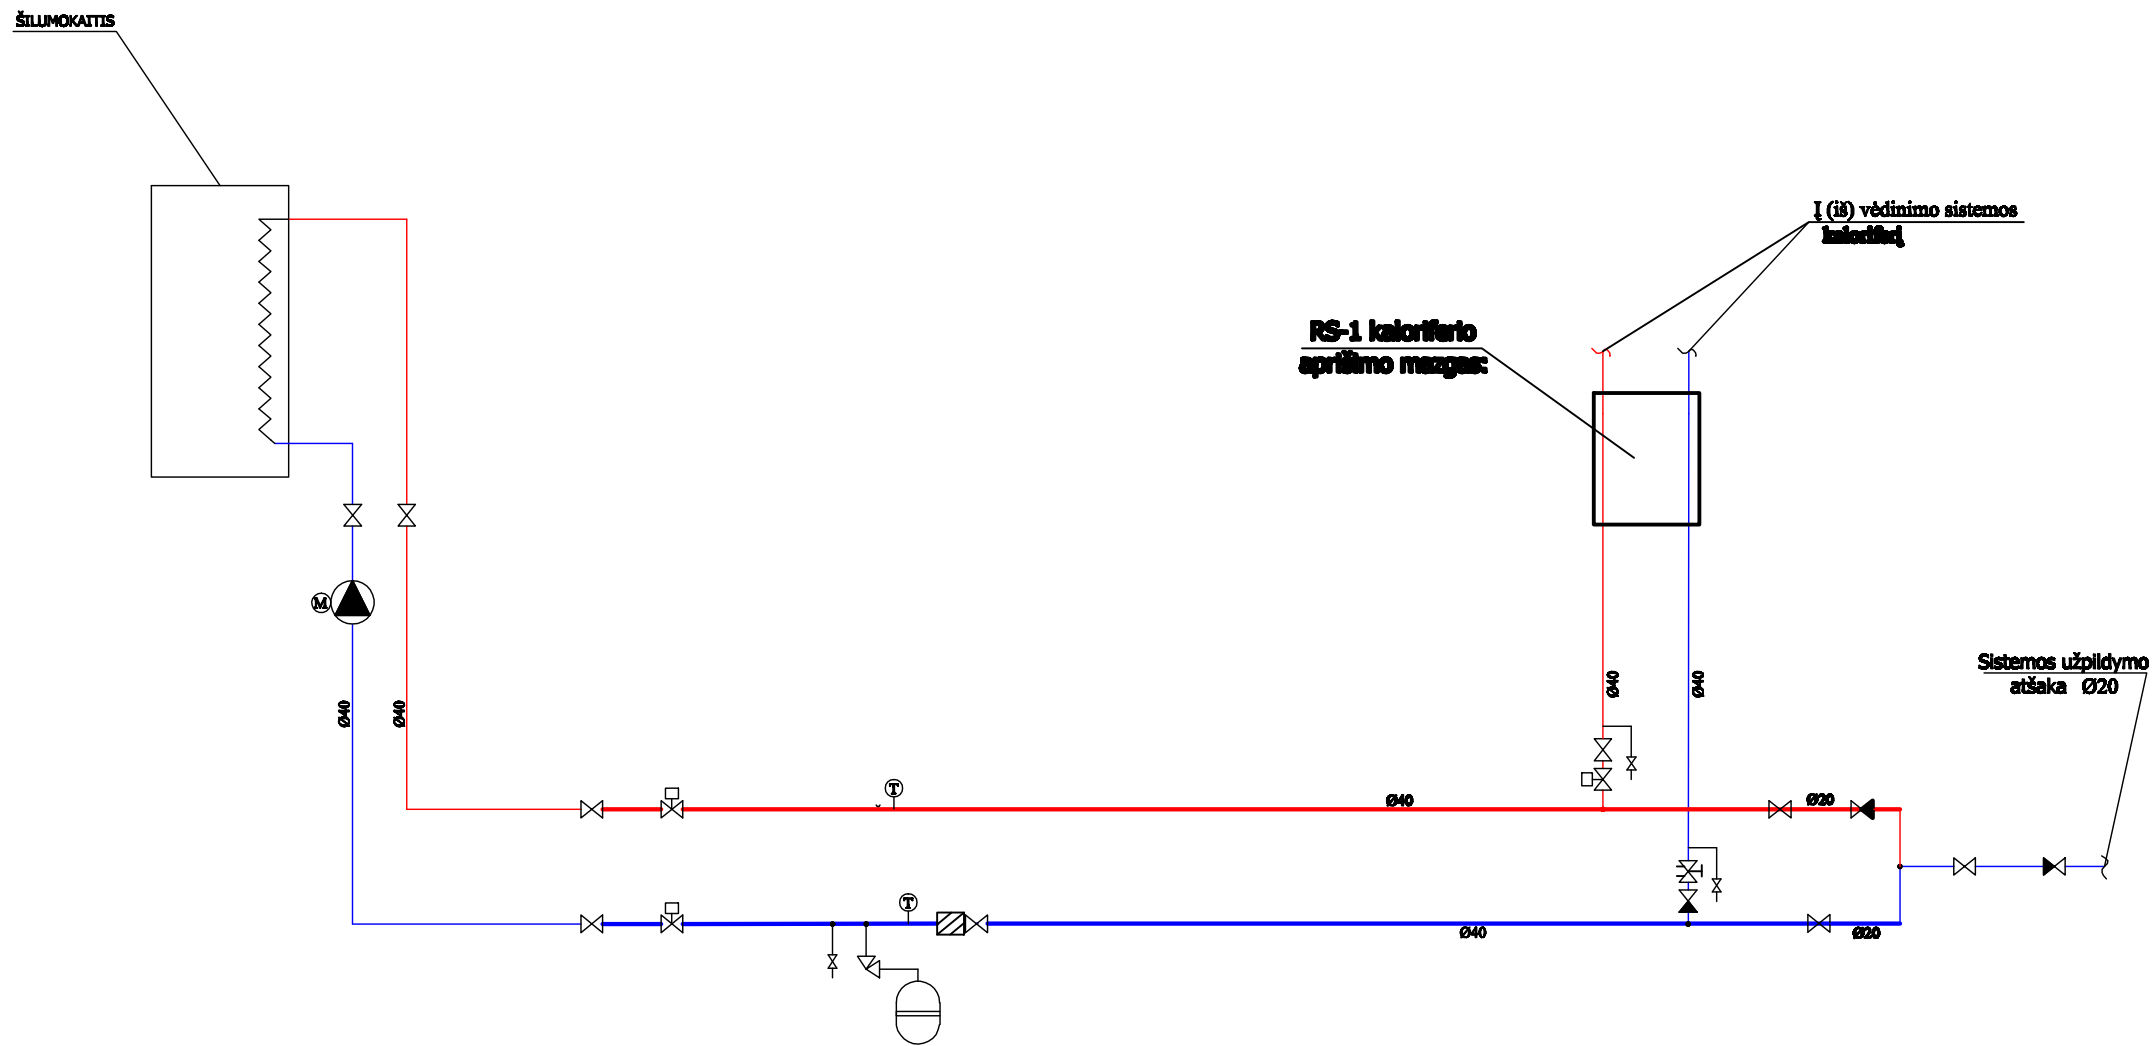 ŠILUMOKAITIS
Į (iš) vėdinimo sistemos
kaloriferį
RS-1 kaloriferio
aprišimo mazgas:
Sistemos užpildymo
atšaka Ø20
M
Ø40
Ø40
Ø40
Ø40
T
Ø40
Ø20
T
Ø40
Ø20